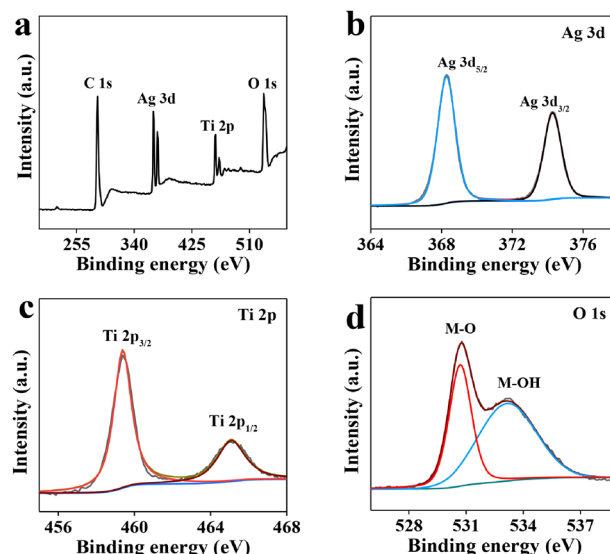 a
C 1s
Ag 3d
Ti 2p
O 1s
Intensity (a.u.)
255 340 425 510
Binding energy (eV)
b
Ag 3d
Ag 3d5/2
Ag 3d3/2
Intensity (a.u.)
364 368 372 376
Binding energy (eV)
c
Ti 2p
Ti 2p3/2
Ti 2p1/2
Intensity (a.u.)
456 460 464 468
Binding energy (eV)
d
O 1s
M-O
M-OH
Intensity (a.u.)
528 531 534 537
Binding energy (eV)